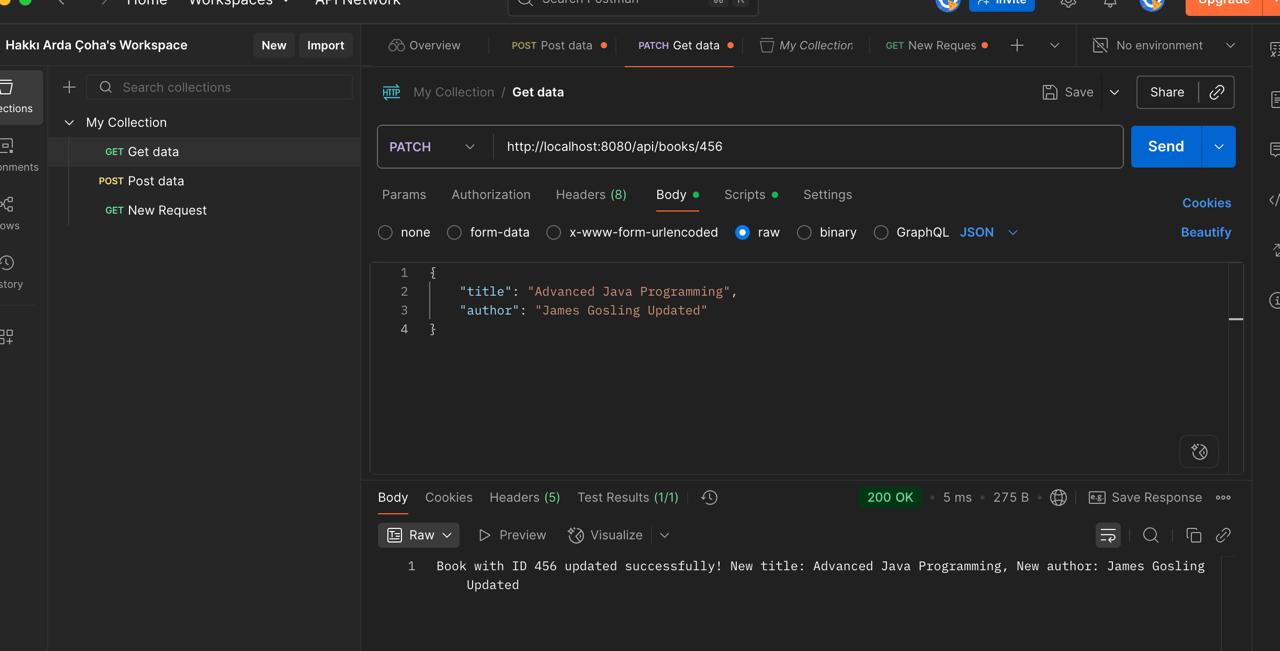 Home Workspaces API Network Search Postman ⌘ K Invite Upgrade
Hakkı Arda Çoha's Workspace New Import
Overview POST Post data PATCH Get data My Collection GET New Reques No environment
ections
Search collections
My Collection
GET Get data
POST Post data
GET New Request
onments
ows
story
HTTP My Collection / Get data Save Share
PATCH http://localhost:8080/api/books/456 Send
Params Authorization Headers (8) Body Scripts Settings Cookies
none form-data x-www-form-urlencoded raw binary GraphQL JSON Beautify
1 {
2 "title": "Advanced Java Programming",
3 "author": "James Gosling Updated"
4 }
Body Cookies Headers (5) Test Results (1/1) 200 OK 5 ms 275 B e.g. Save Response
Raw Preview Visualize
1 Book with ID 456 updated successfully! New title: Advanced Java Programming, New author: James Gosling
Updated